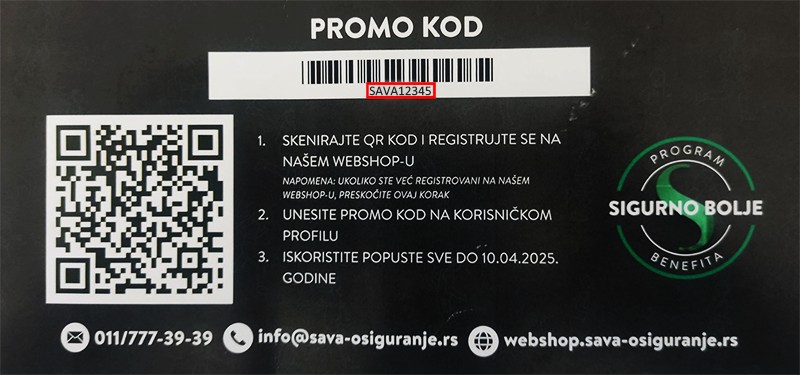 PROMO KOD
SAVA12345
1. SKENIRAJTE QR KOD I REGISTRUJTE SE NA
NAŠEM WEBSHOP-U
NAPOMENA: UKOLIKO STE VEĆ REGISTROVANI NA NAŠEM
WEBSHOP-U, PRESKOČITE OVAJ KORAK
2. UNESITE PROMO KOD NA KORISNIČKOM
PROFILU
3. ISKORISTITE POPUSTE SVE DO 10.04.2025.
GODINE
PROGRAM
SIGURNO BOLJE
BENEFITA
011/777-39-39 info@sava-osiguranje.rs webshop.sava-osiguranje.rs